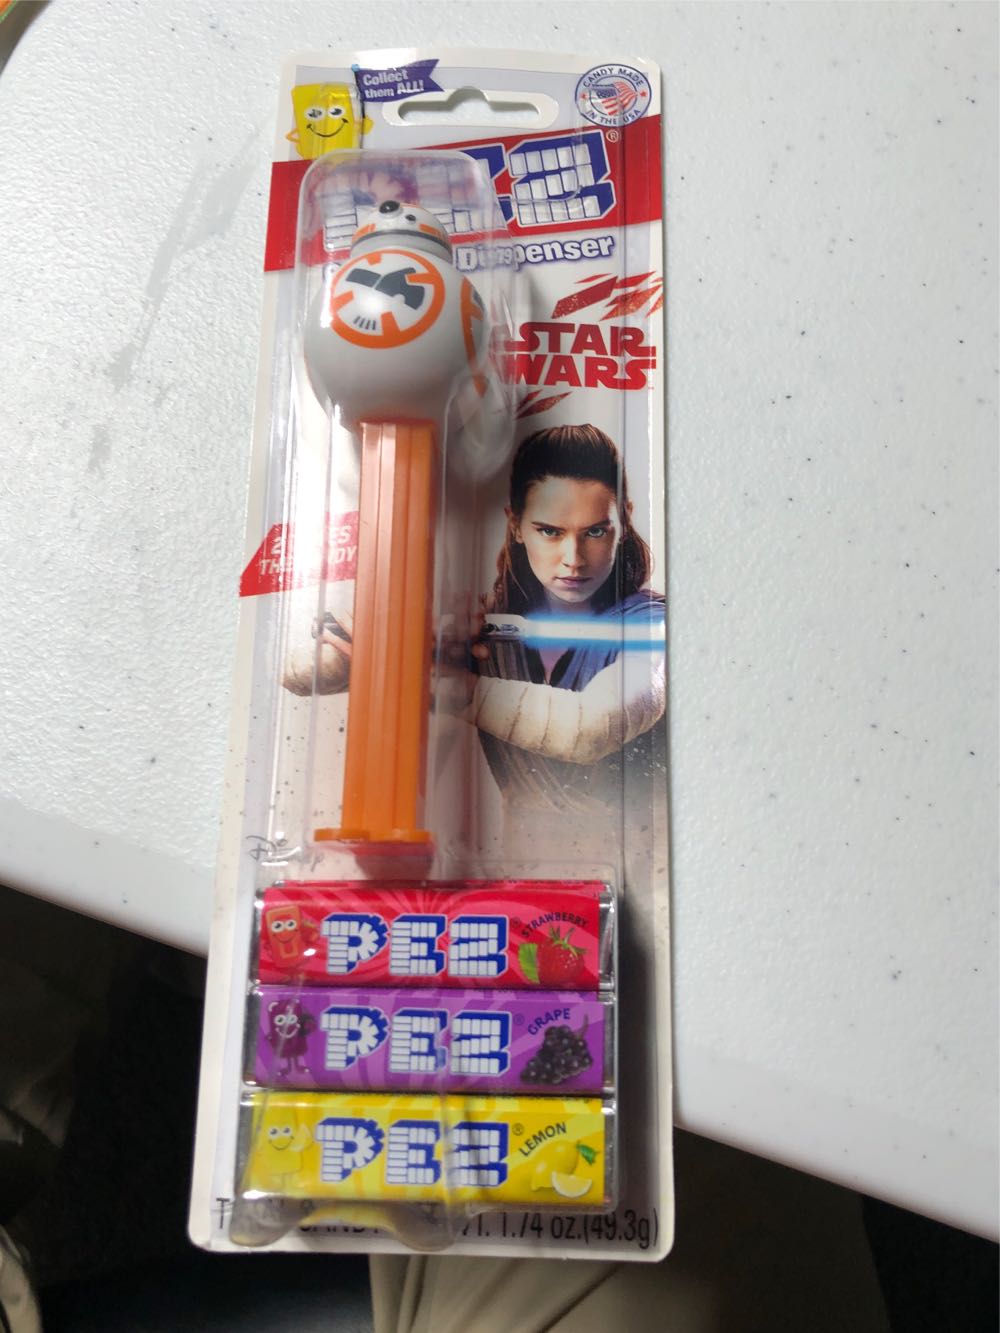 Collect
them ALL!
CANDY MADE
IN THE USA
Dispenser
STAR
WARS
PEZ STRAWBERRY
PEZ GRAPE
PEZ LEMON
1.74 oz.(49.3g)